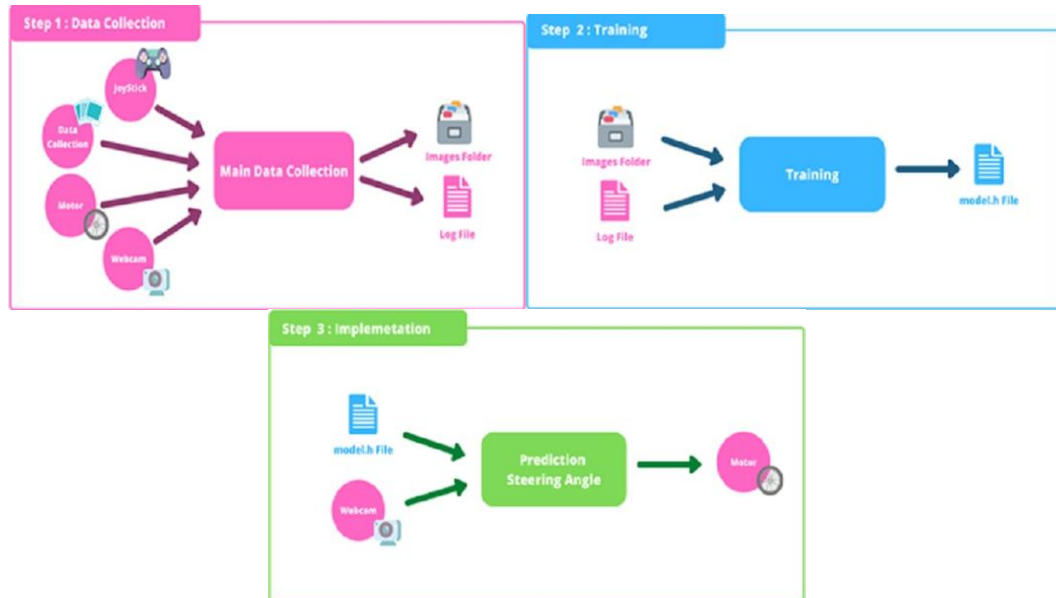 Step 1 : Data Collection
JoyStick
Data
Collection
Motor
Webcam
Main Data Collection
Images Folder
Log File
Step 2 : Training
Images Folder
Log File
Training
model.h File
Step 3 : Implemetation
model.h File
Webcam
Prediction
Steering Angle
Motor